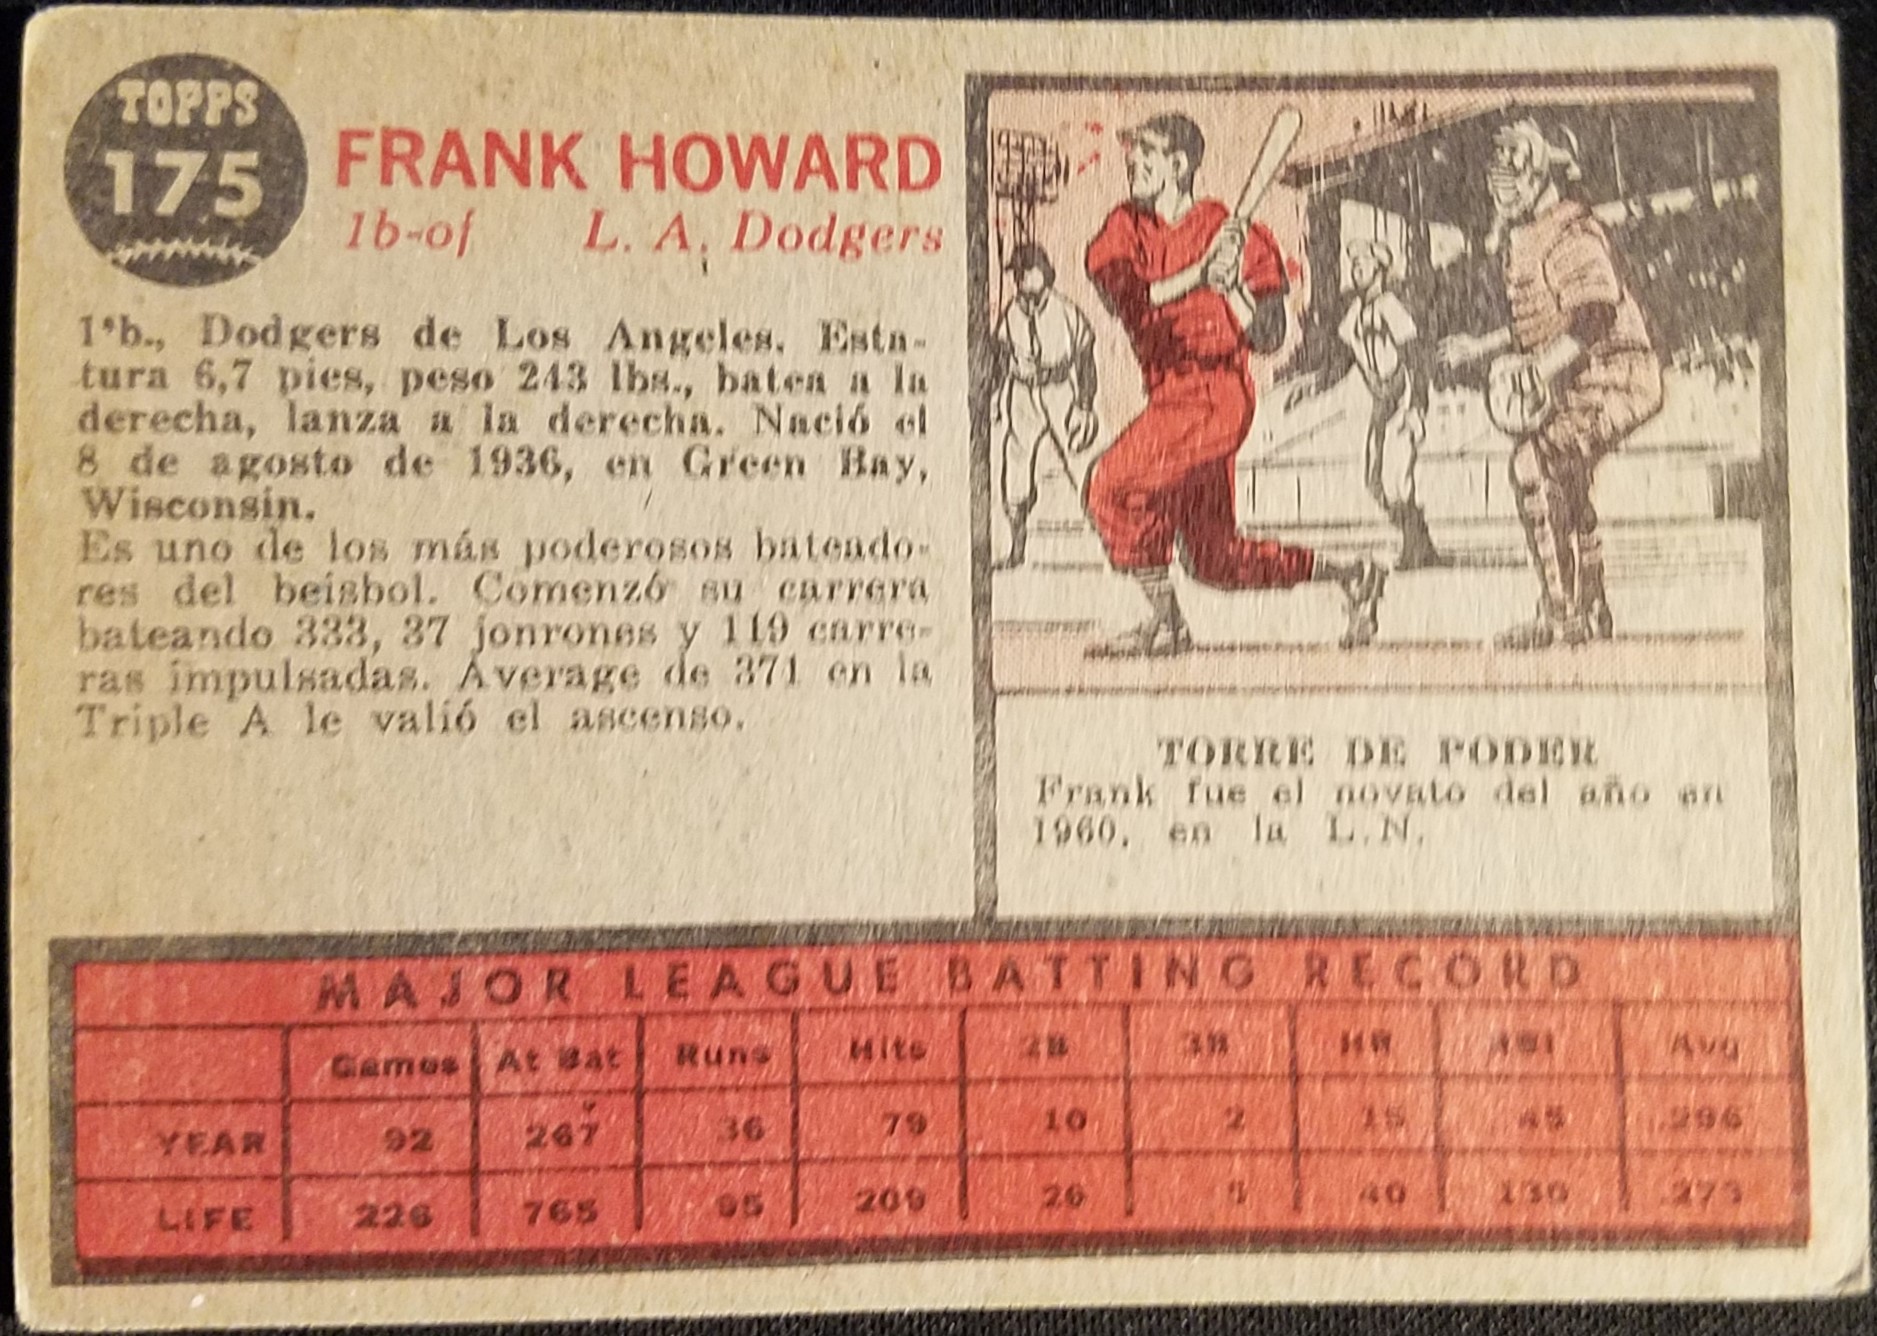 TOPPS
175
FRANK HOWARD
1b-of L. A. Dodgers
1ªb., Dodgers de Los Angeles. Esta-
tura 6,7 pies, peso 243 lbs., batea a la
derecha, lanza a la derecha. Nació el
8 de agosto de 1936, en Green Bay,
Wisconsin.
Es uno de los más poderosos bateado-
res del beisbol. Comenzó su carrera
bateando 333, 37 jonrones y 119 carre-
ras impulsadas. Average de 371 en la
Triple A le valió el ascenso.
TORRE DE PODER
Frank fue el novato del año en
1960, en la L.N.
MAJOR LEAGUE BATTING RECORD
Games At Bat Runs Hits 2B 3B HR RBI Avg
YEAR 92 267 36 79 10 2 15 45 .296
LIFE 226 765 95 209 26 5 40 130 .273